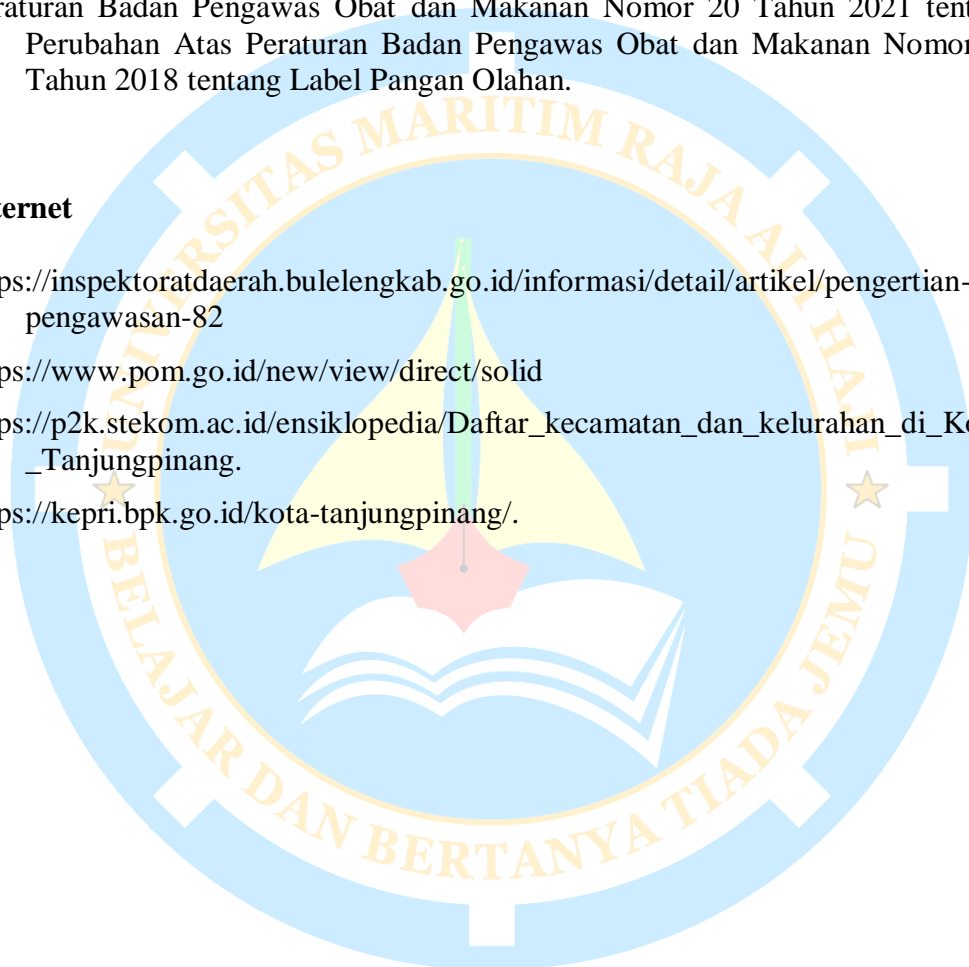 raturan Badan Pengawas Obat dan Makanan Nomor 20 Tahun 2021 tent
Perubahan Atas Peraturan Badan Pengawas Obat dan Makanan Nomor
Tahun 2018 tentang Label Pangan Olahan.
ternet
ps://inspektoratdaerah.bulelengkab.go.id/informasi/detail/artikel/pengertian-
pengawasan-82
ps://www.pom.go.id/new/view/direct/solid
ps://p2k.stekom.ac.id/ensiklopedia/Daftar_kecamatan_dan_kelurahan_di_Ko
_Tanjungpinang.
ps://kepri.bpk.go.id/kota-tanjungpinang/.
UNIVERSITAS MARITIM RAJA ALI HAJI
BELAJAR DAN BERTANYA TIADA JEMU